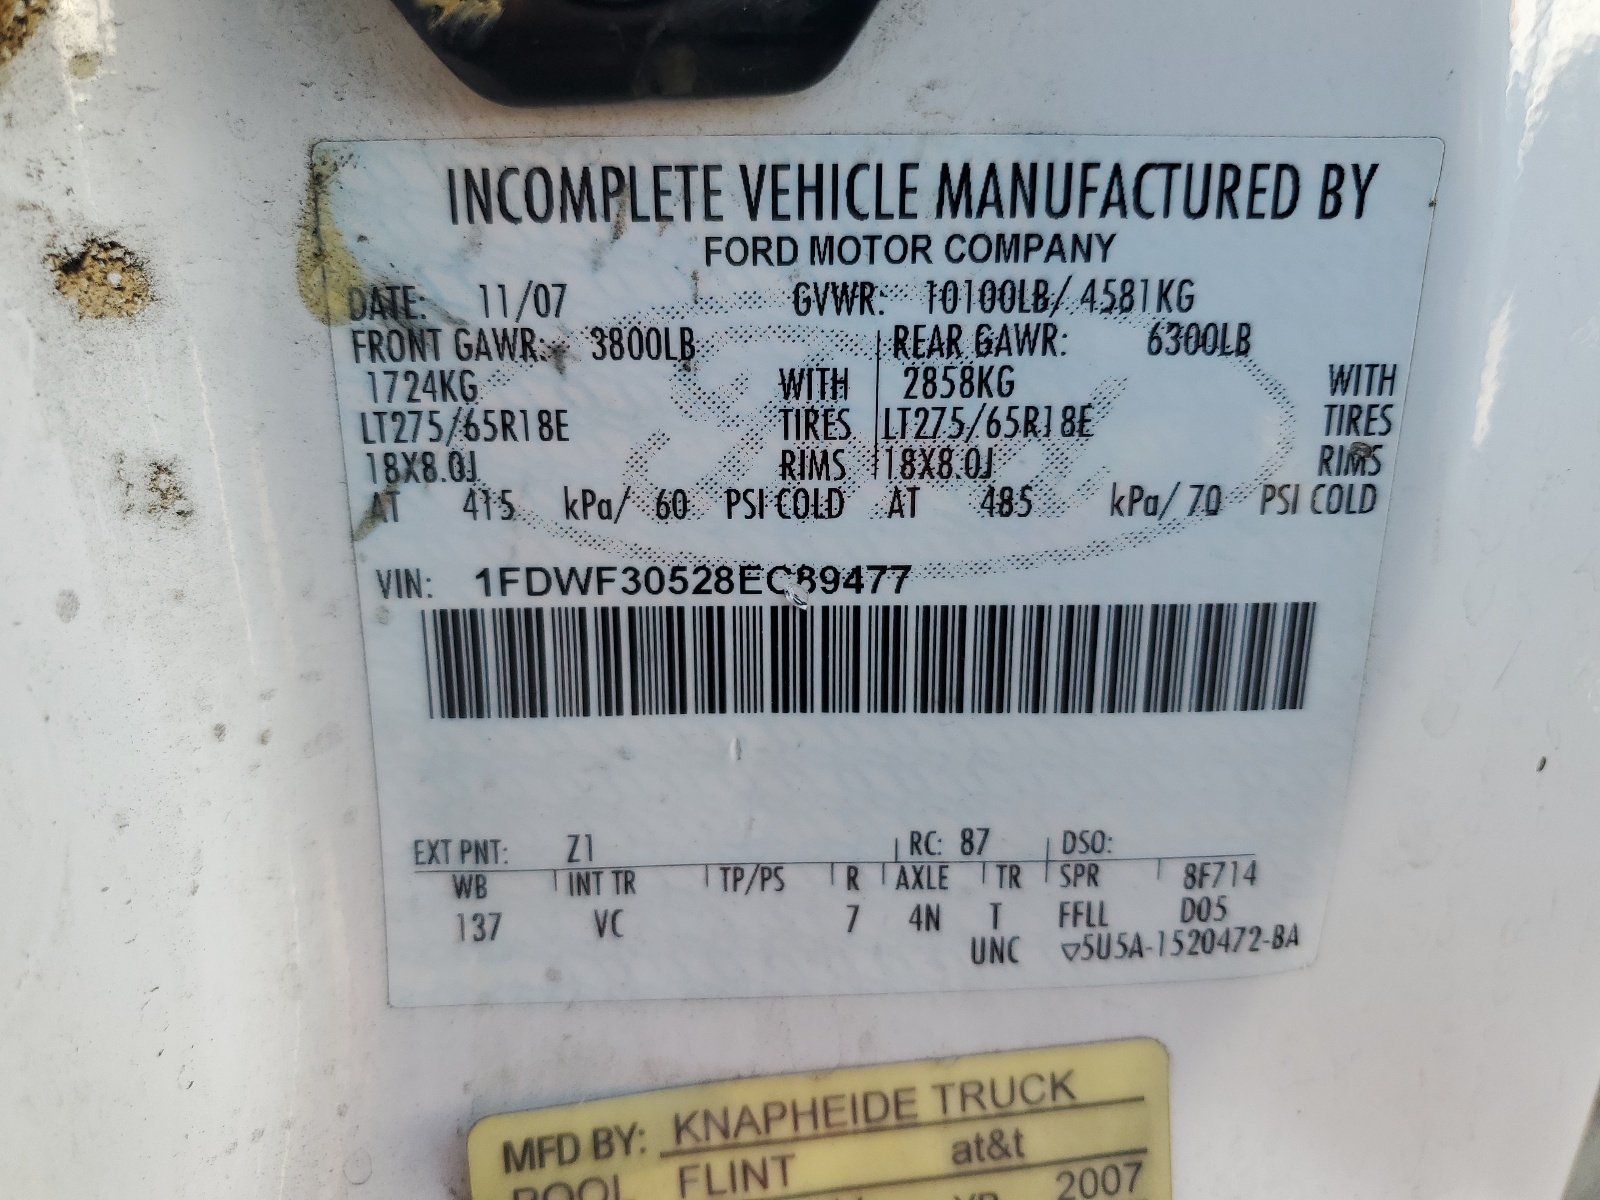 INCOMPLETE VEHICLE MANUFACTURED BY
FORD MOTOR COMPANY
DATE: 11/07 GVWR: 10100LB/ 4581KG
FRONT GAWR: 3800LB REAR GAWR: 6300LB
1724KG WITH 2858KG WITH
LT275/65R18E TIRES LT275/65R18E TIRES
18X8.0J RIMS 18X8.0J RIMS
AT 415 kPa/ 60 PSI COLD AT 485 kPa/ 70 PSI COLD
VIN: 1FDWF30528EC89477
EXT PNT: Z1 RC: 87 DSO:
WB INT TR TP/PS R AXLE TR SPR 8F714
137 VC 7 4N T FFLL D05
UNC ▽5U5A-1520472-BA
MFD BY: KNAPHEIDE TRUCK
POOL FLINT at&t
YR 2007